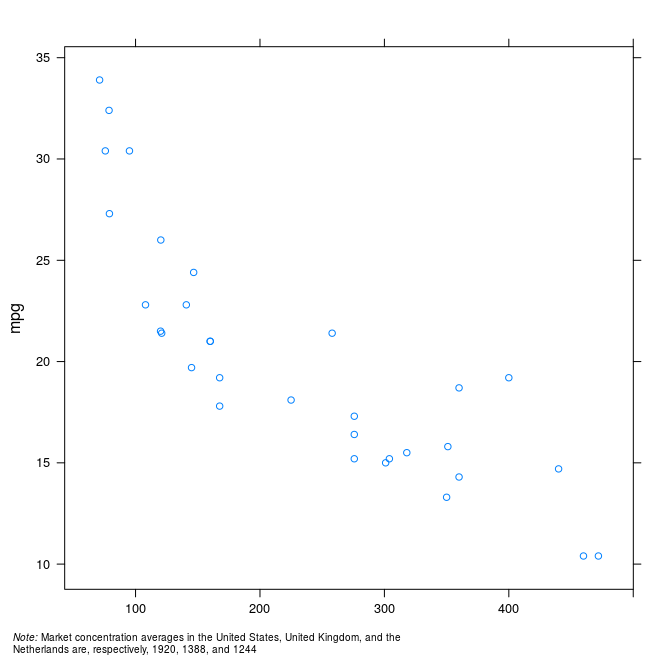 35
30
25
20
15
10
mpg
100 200 300 400
Note: Market concentration averages in the United States, United Kingdom, and the
Netherlands are, respectively, 1920, 1388, and 1244